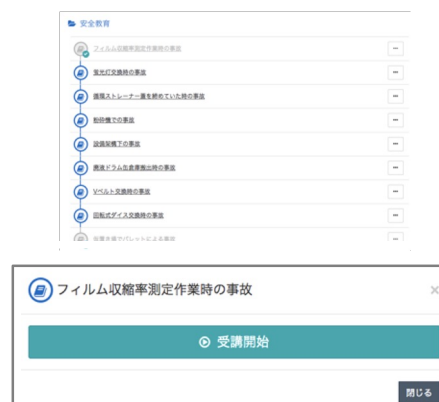 安全教育
フィルム収縮率測定作業時の事故
蛍光灯交換時の事故
循環ストレーナー蓋を締めていた時の事故
粉砕機での事故
設備架構下の事故
廃液ドラム缶倉庫搬出時の事故
Vベルト交換時の事故
回転式ダイス交換時の事故
フィルム収縮率測定作業時の事故
×
受講開始
閉じる